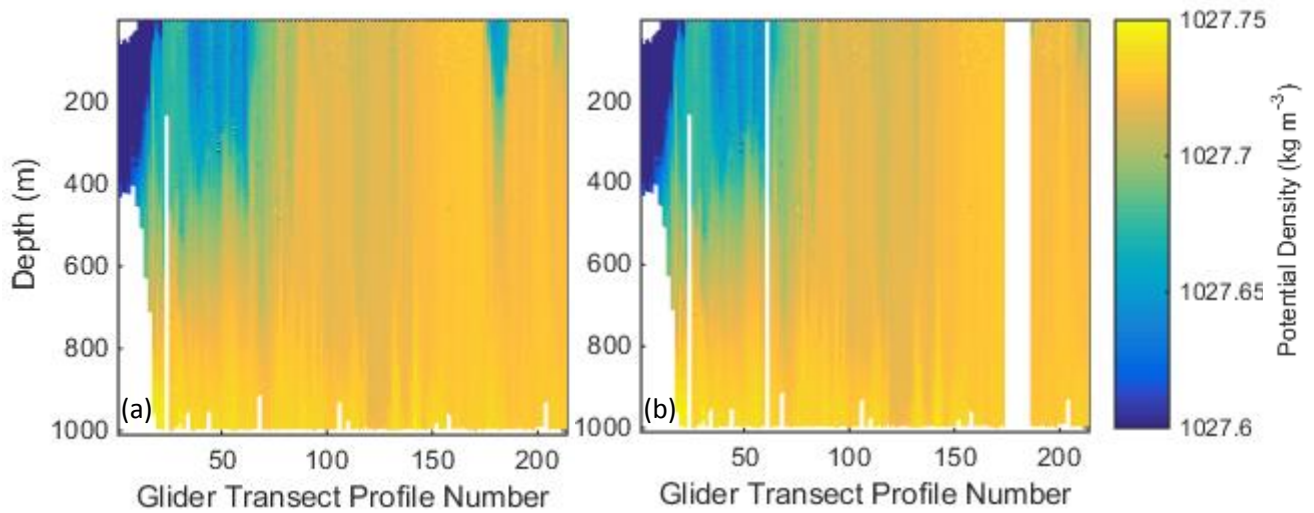 200
400
600
800
1000
Depth (m)
(a)
50 100 150 200
Glider Transect Profile Number
200
400
600
800
1000
(b)
50 100 150 200
Glider Transect Profile Number
1027.75
1027.7
1027.65
1027.6
Potential Density (kg m⁻³)